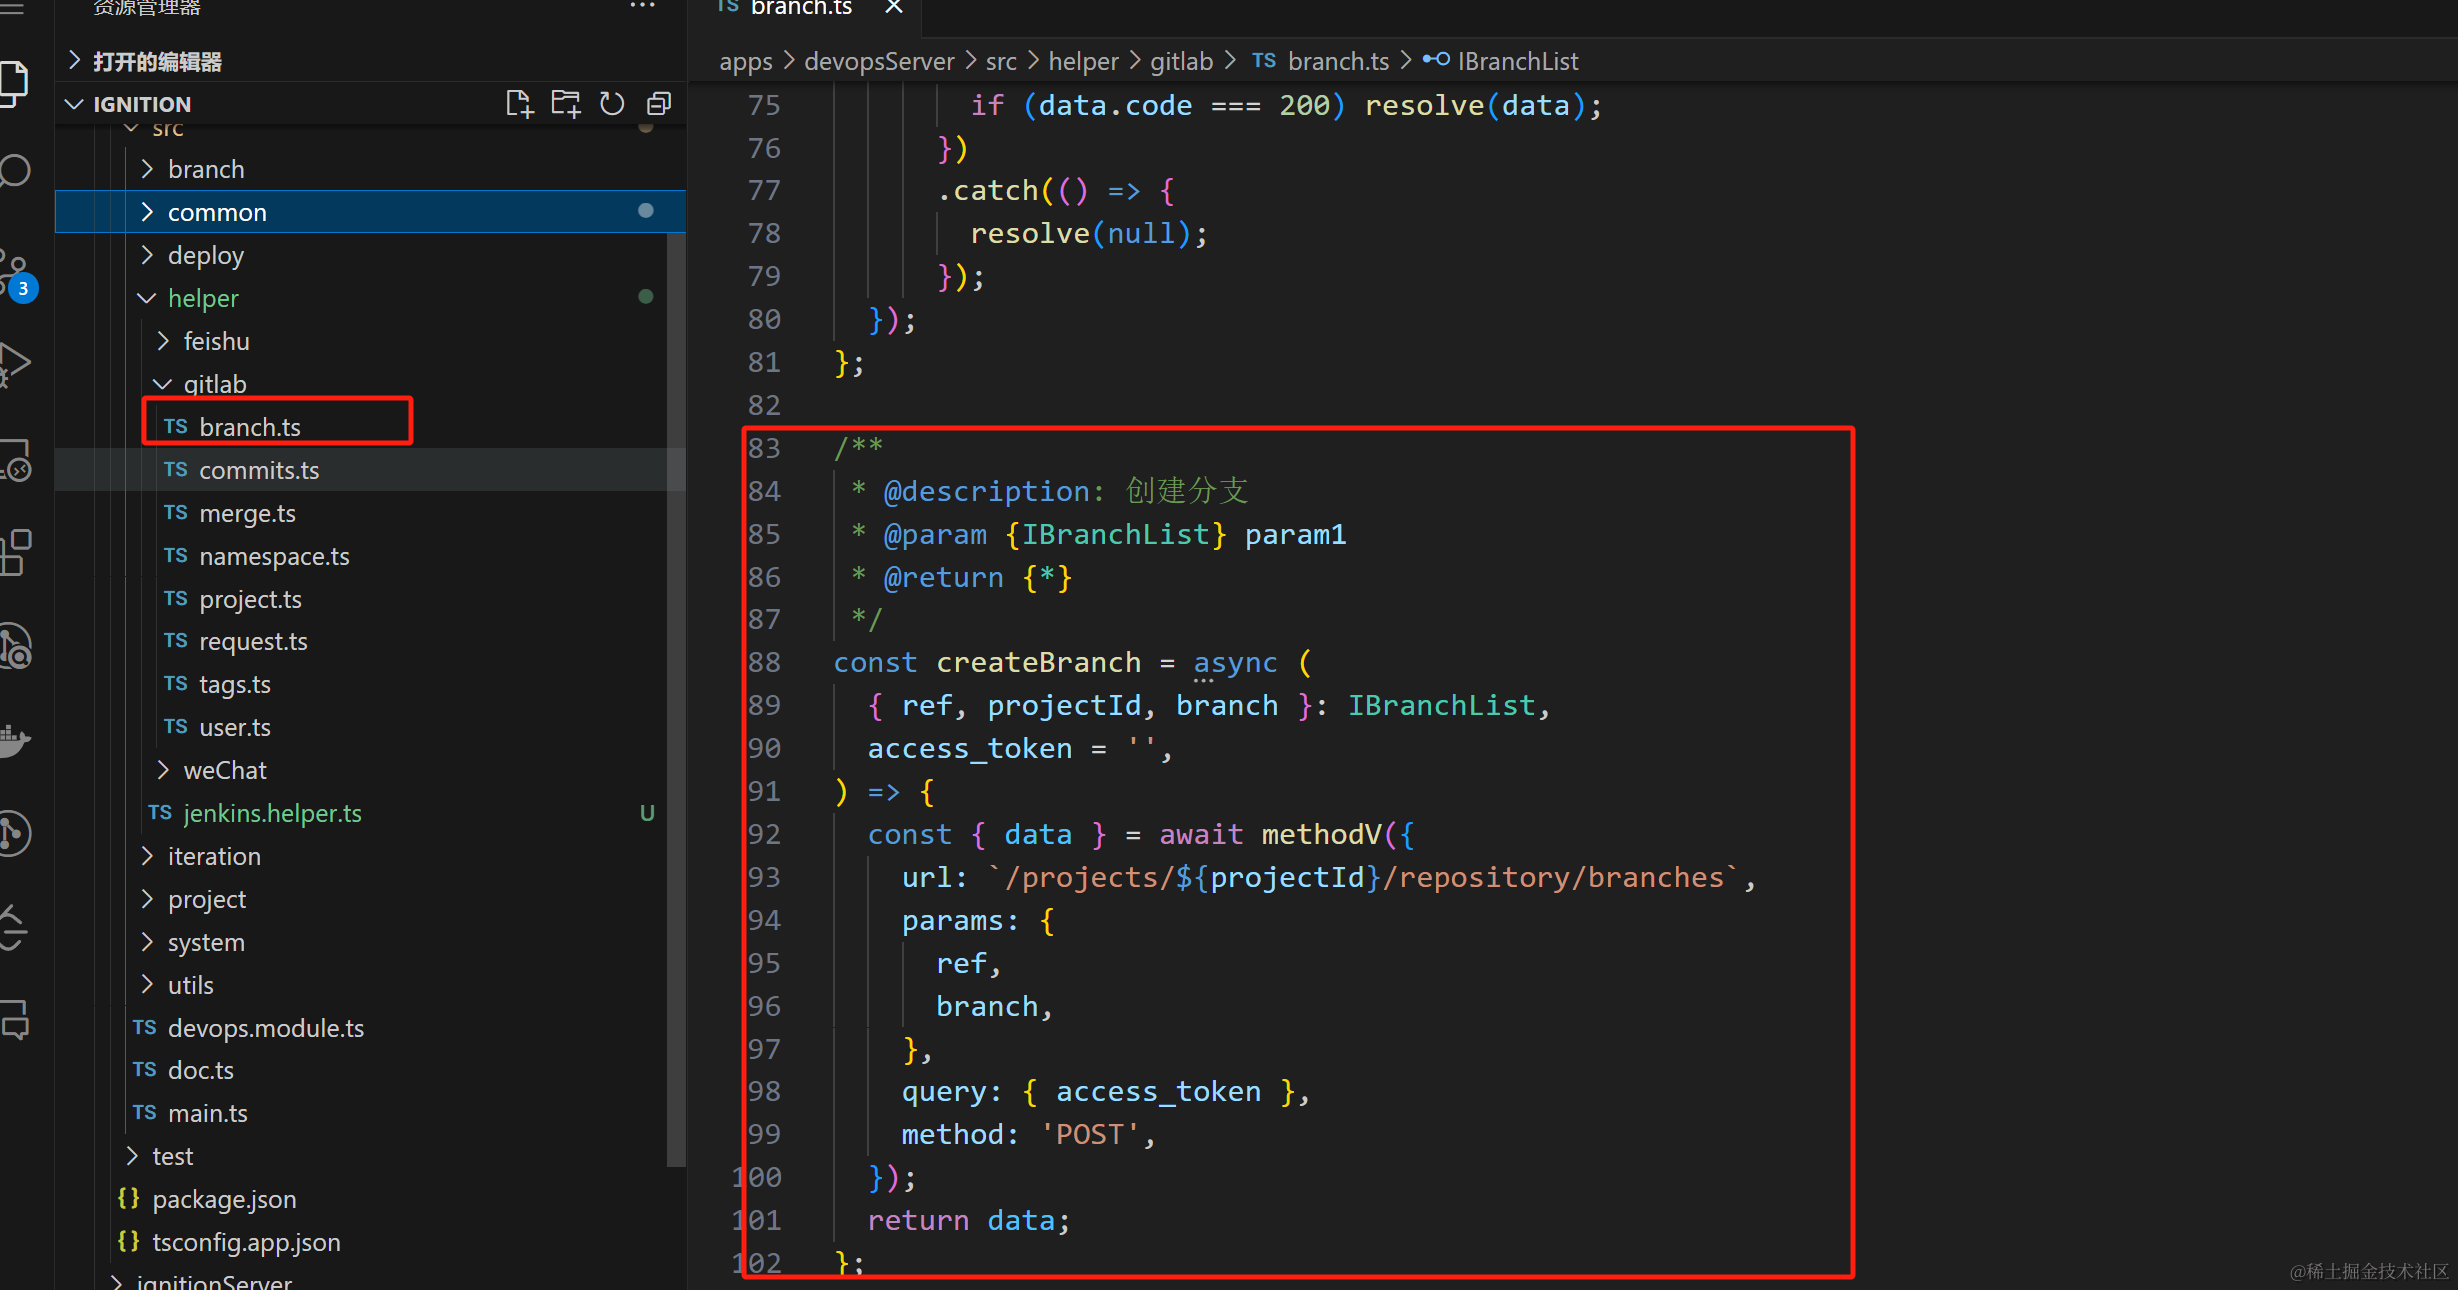 资源管理器
打开的编辑器
IGNITION
src
branch
common
deploy
helper
feishu
gitlab
TS branch.ts
TS commits.ts
TS merge.ts
TS namespace.ts
TS project.ts
TS request.ts
TS tags.ts
TS user.ts
weChat
TS jenkins.helper.ts U
iteration
project
system
utils
TS devops.module.ts
TS doc.ts
TS main.ts
test
{} package.json
{} tsconfig.app.json
ignitionServer
3
TS branch.ts
apps > devopsServer > src > helper > gitlab > TS branch.ts > IBranchList
75 if (data.code === 200) resolve(data);
76 })
77 .catch(() => {
78 resolve(null);
79 });
80 });
81 };
82
83 /**
84 * @description: 创建分支
85 * @param {IBranchList} param1
86 * @return {*}
87 */
88 const createBranch = async (
89 { ref, projectId, branch }: IBranchList,
90 access_token = '',
91 ) => {
92 const { data } = await methodV({
93 url: `/projects/${projectId}/repository/branches`,
94 params: {
95 ref,
96 branch,
97 },
98 query: { access_token },
99 method: 'POST',
100 });
101 return data;
102 };
@稀土掘金技术社区